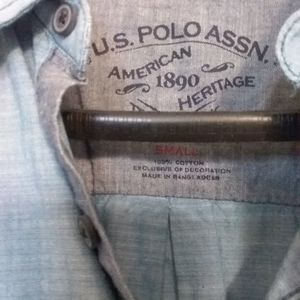 U.S. POLO ASSN.
AMERICAN
1890
HERITAGE
SMALL
100% COTTON
EXCLUSIVE OF DECORATION
MADE IN BANGLADESH